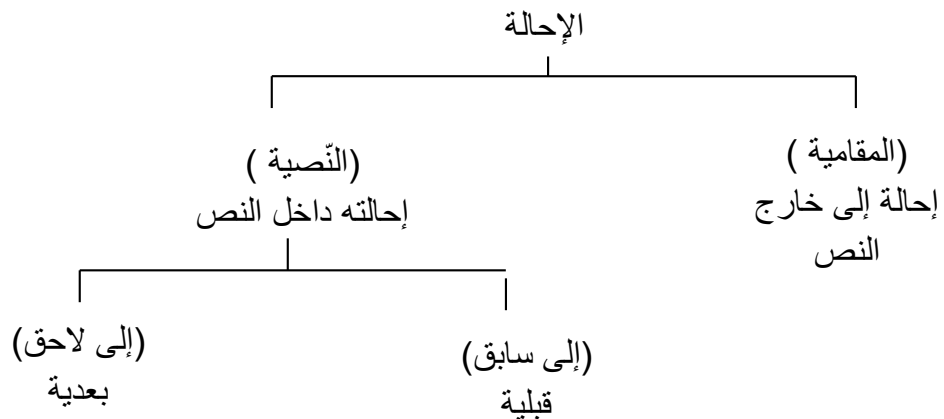 الإحالة
(المقامية )
إحالة إلى خارج
النص
(النّصية )
إحالته داخل النص
(إلى سابق)
قبلية
(إلى لاحق)
بعدية